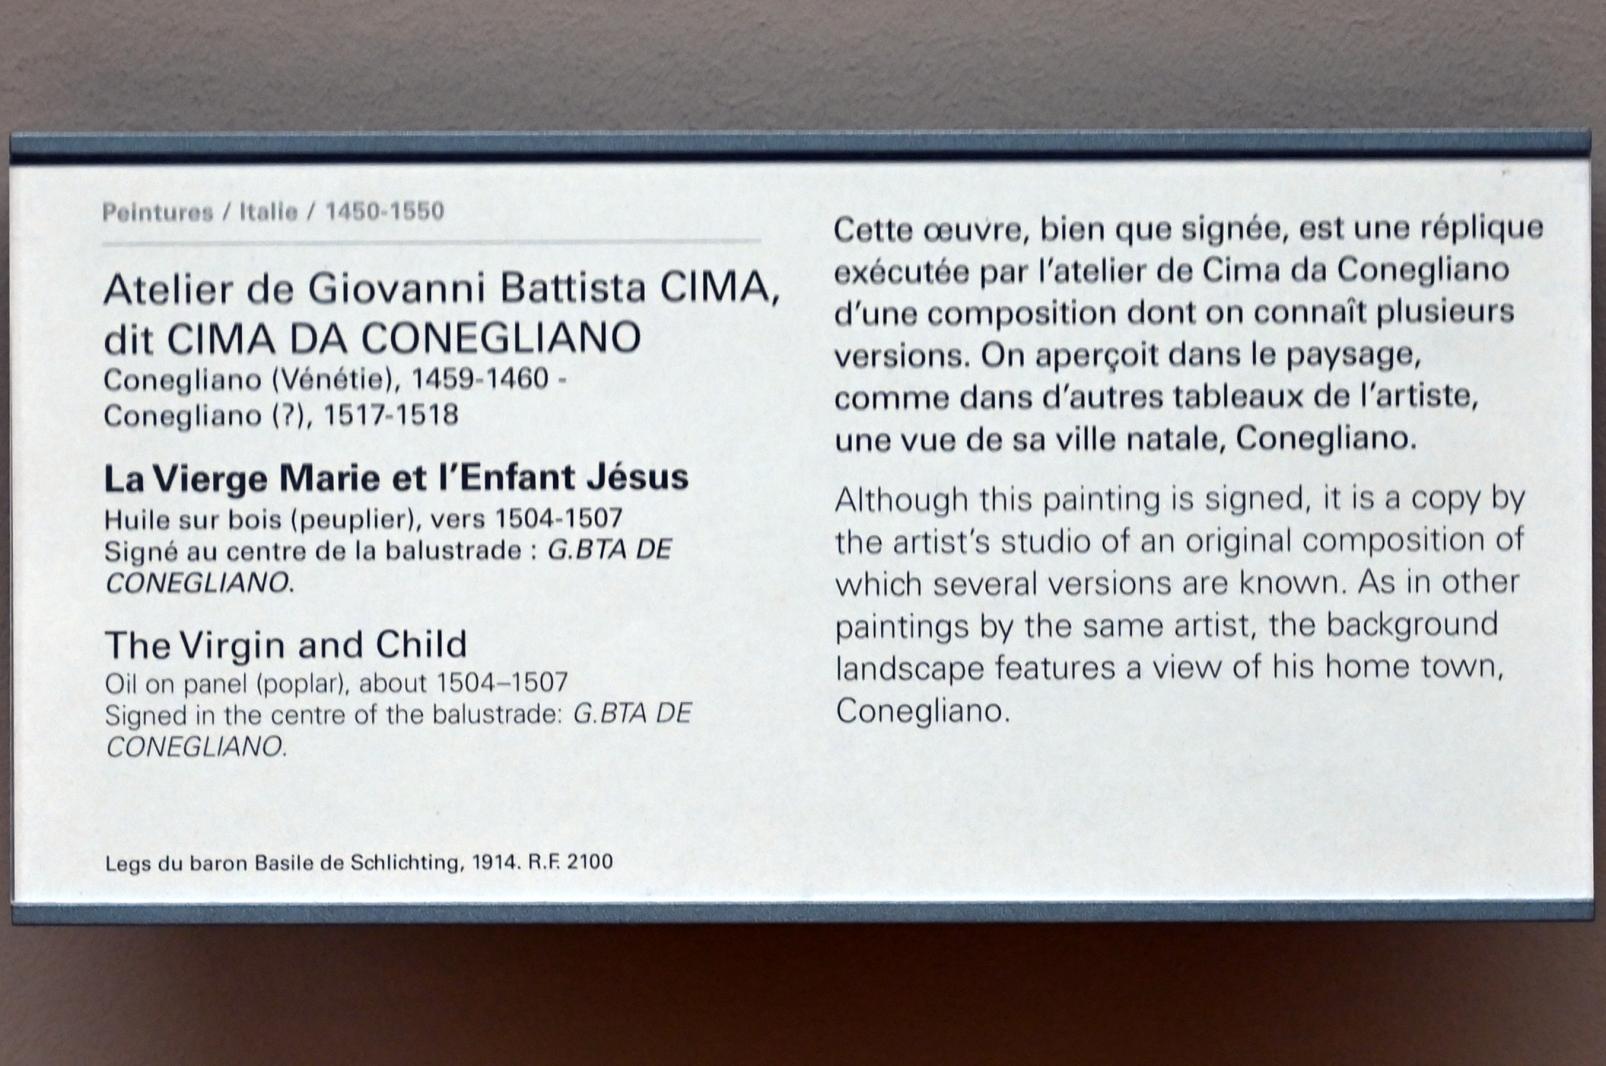 Peintures / Italie / 1450-1550
Atelier de Giovanni Battista CIMA,
dit CIMA DA CONEGLIANO
Conegliano (Vénétie), 1459-1460 -
Conegliano (?), 1517-1518
La Vierge Marie et l'Enfant Jésus
Huile sur bois (peuplier), vers 1504-1507
Signé au centre de la balustrade : G.BTA DE
CONEGLIANO.
The Virgin and Child
Oil on panel (poplar), about 1504–1507
Signed in the centre of the balustrade: G.BTA DE
CONEGLIANO.
Legs du baron Basile de Schlichting, 1914. R.F. 2100
Cette œuvre, bien que signée, est une réplique
exécutée par l'atelier de Cima da Conegliano
d'une composition dont on connaît plusieurs
versions. On aperçoit dans le paysage,
comme dans d'autres tableaux de l'artiste,
une vue de sa ville natale, Conegliano.
Although this painting is signed, it is a copy by
the artist's studio of an original composition of
which several versions are known. As in other
paintings by the same artist, the background
landscape features a view of his home town,
Conegliano.